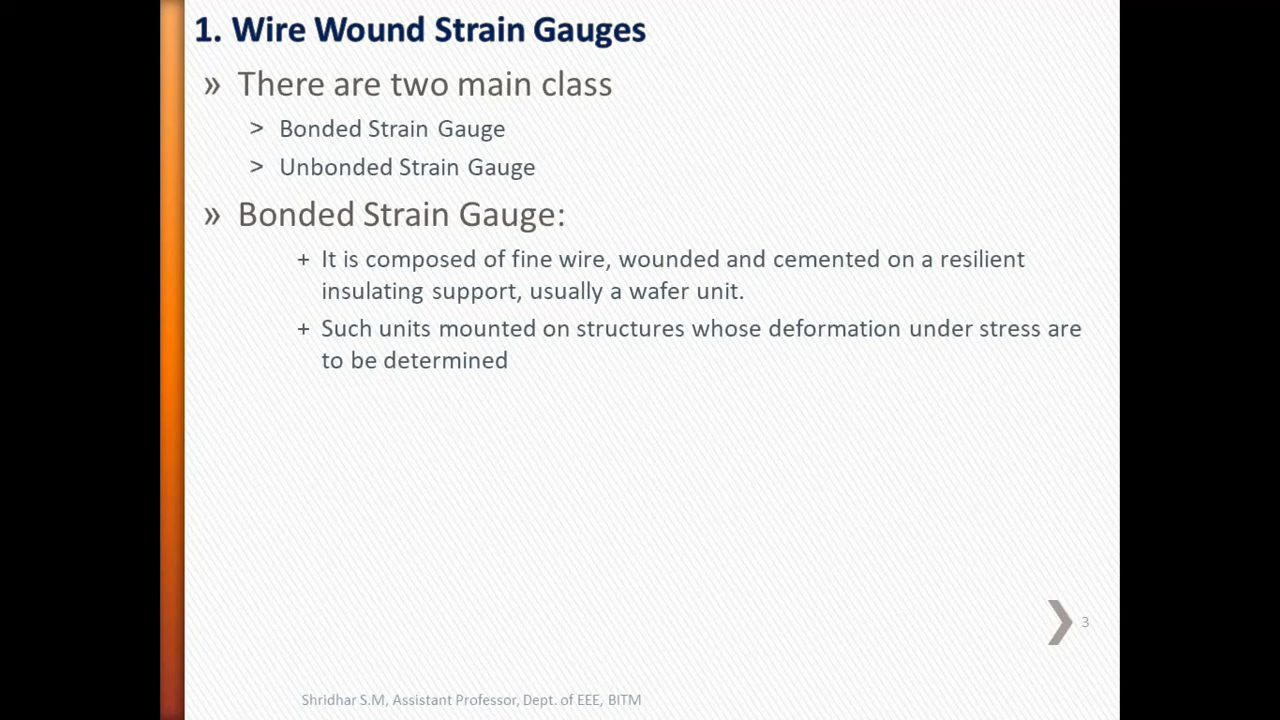 1. Wire Wound Strain Gauges
» There are two main class
> Bonded Strain Gauge
> Unbonded Strain Gauge
» Bonded Strain Gauge:
+ It is composed of fine wire, wounded and cemented on a resilient
insulating support, usually a wafer unit.
+ Such units mounted on structures whose deformation under stress are
to be determined
3
Shridhar S.M, Assistant Professor, Dept. of EEE, BITM